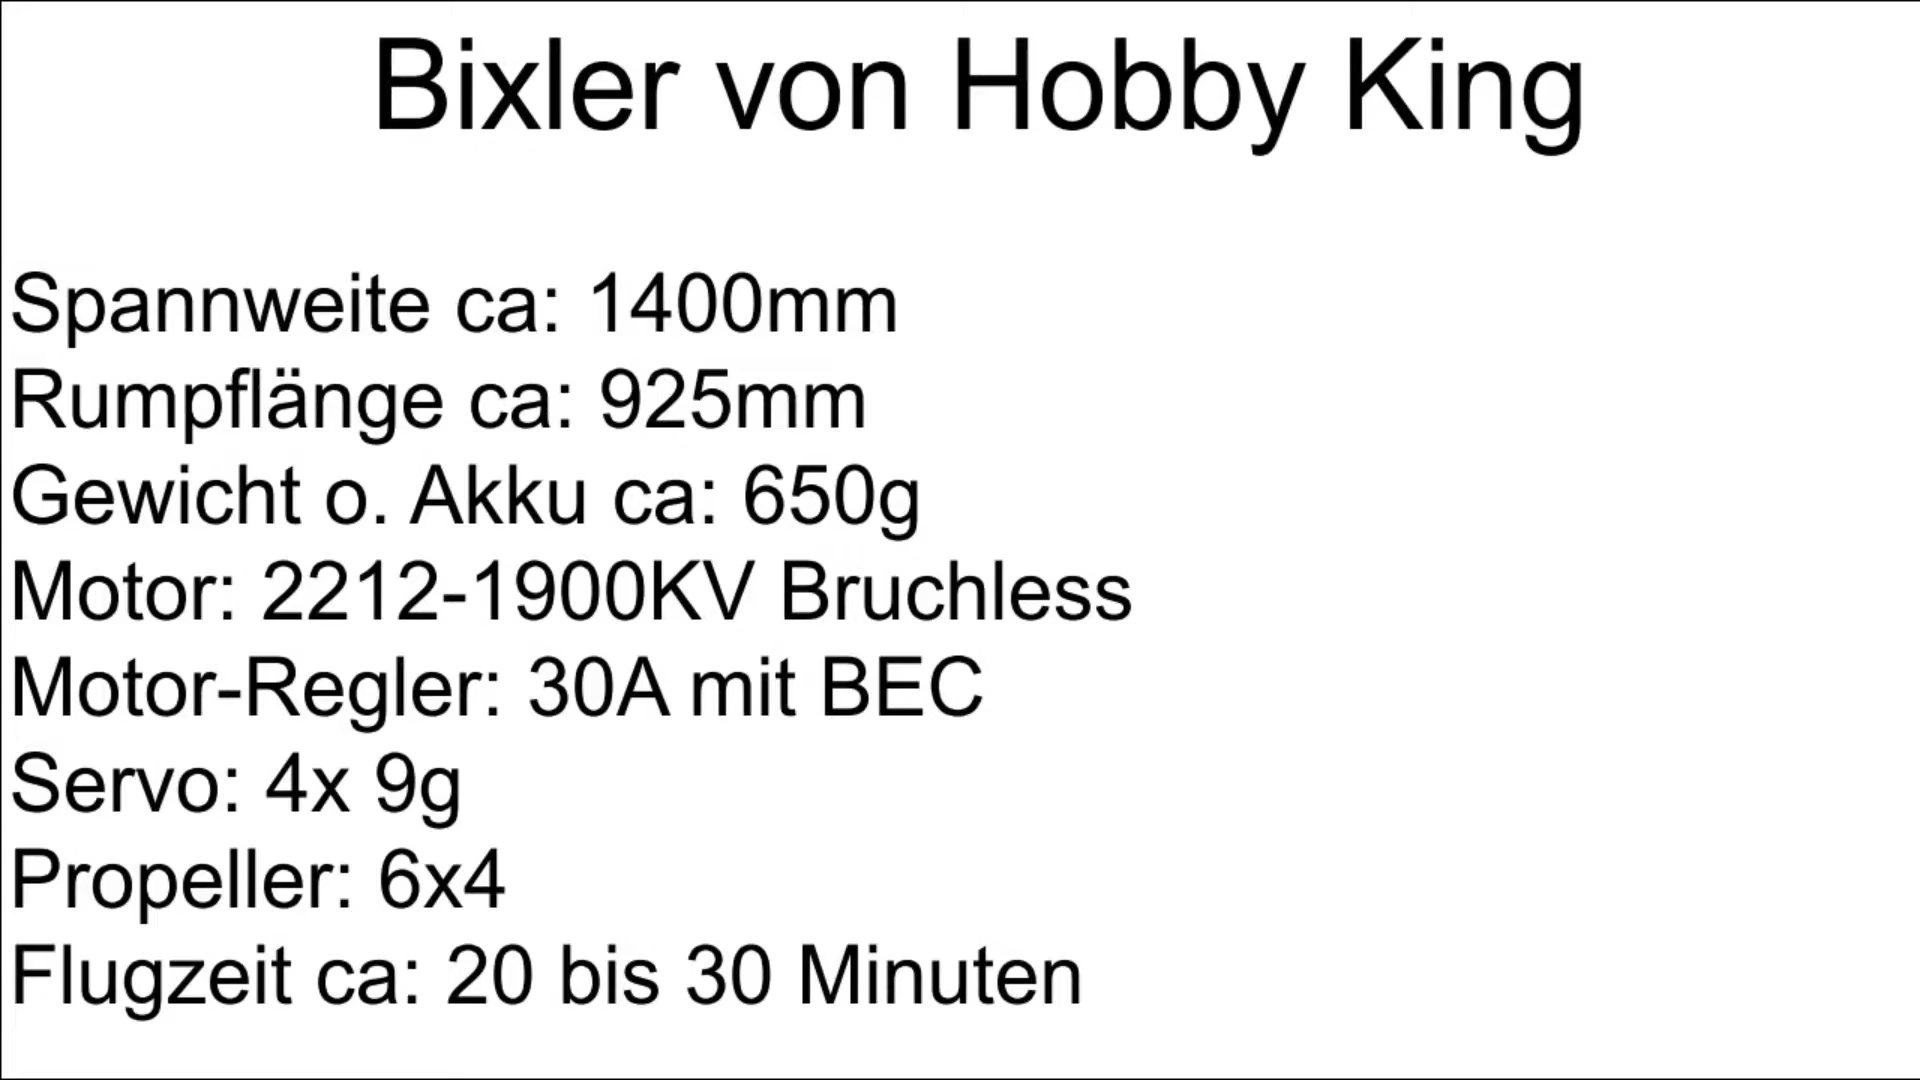 Bixler von Hobby King
Spannweite ca: 1400mm
Rumpflänge ca: 925mm
Gewicht o. Akku ca: 650g
Motor: 2212-1900KV Bruchless
Motor-Regler: 30A mit BEC
Servo: 4x 9g
Propeller: 6x4
Flugzeit ca: 20 bis 30 Minuten